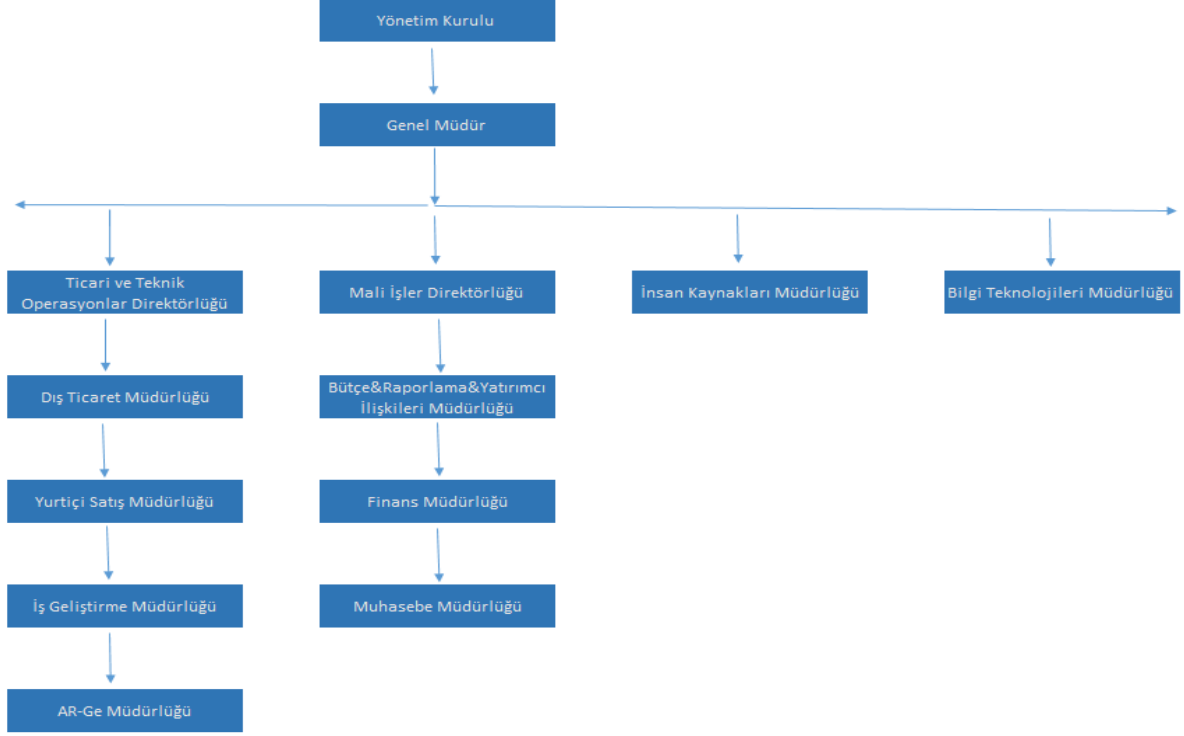 Yönetim Kurulu
Genel Müdür
Ticari ve Teknik
Operasyonlar Direktörlüğü
Mali İşler Direktörlüğü
İnsan Kaynakları Müdürlüğü
Bilgi Teknolojileri Müdürlüğü
Dış Ticaret Müdürlüğü
Bütçe&Raporlama&Yatırımcı
İlişkileri Müdürlüğü
Yurtiçi Satış Müdürlüğü
Finans Müdürlüğü
İş Geliştirme Müdürlüğü
Muhasebe Müdürlüğü
AR-Ge Müdürlüğü